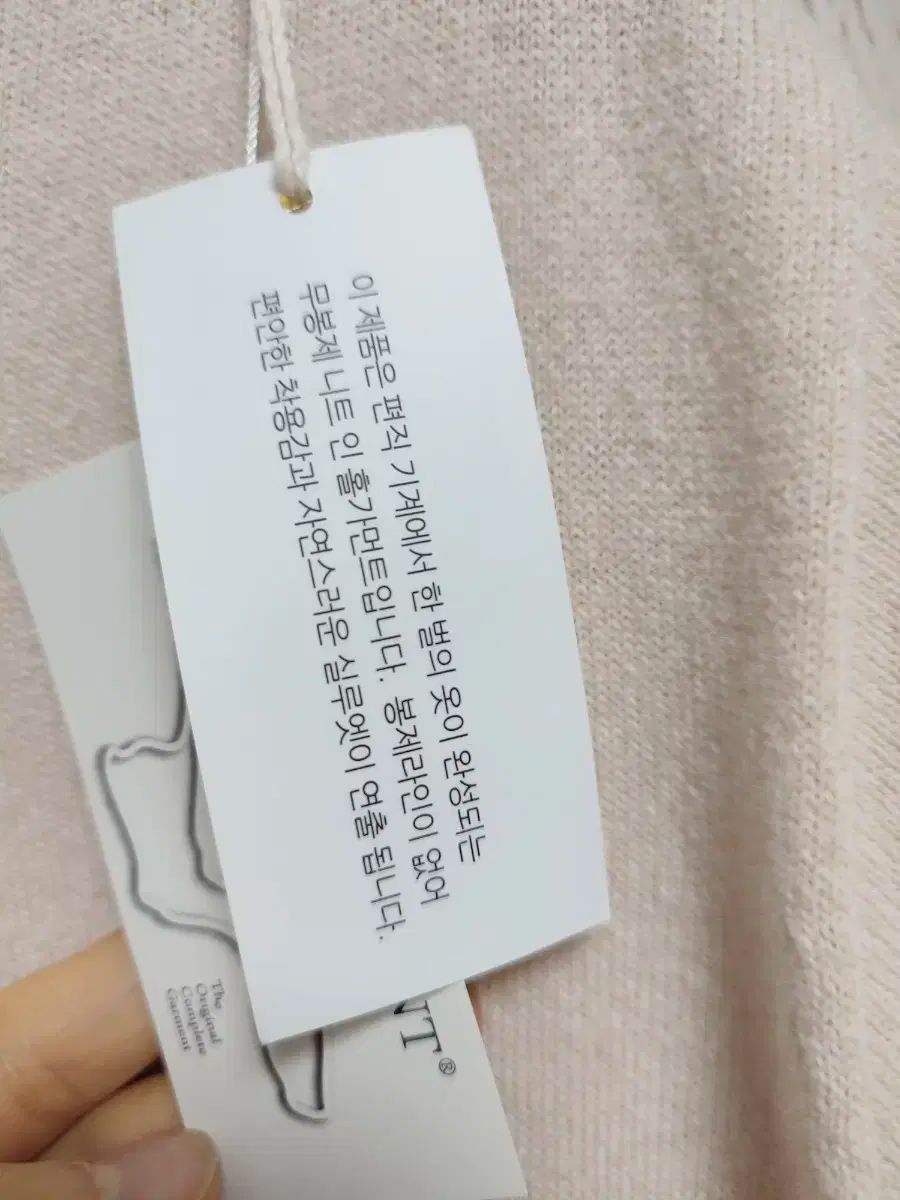 이 제품은 편직 기계에서 한 벌의 옷이 완성되는
무봉제 니트 인 홀가먼트입니다. 봉제라인이 없어
편안한 착용감과 자연스러운 실루엣이 연출 됩니다.
The
Original
Complete
Garment
NT®